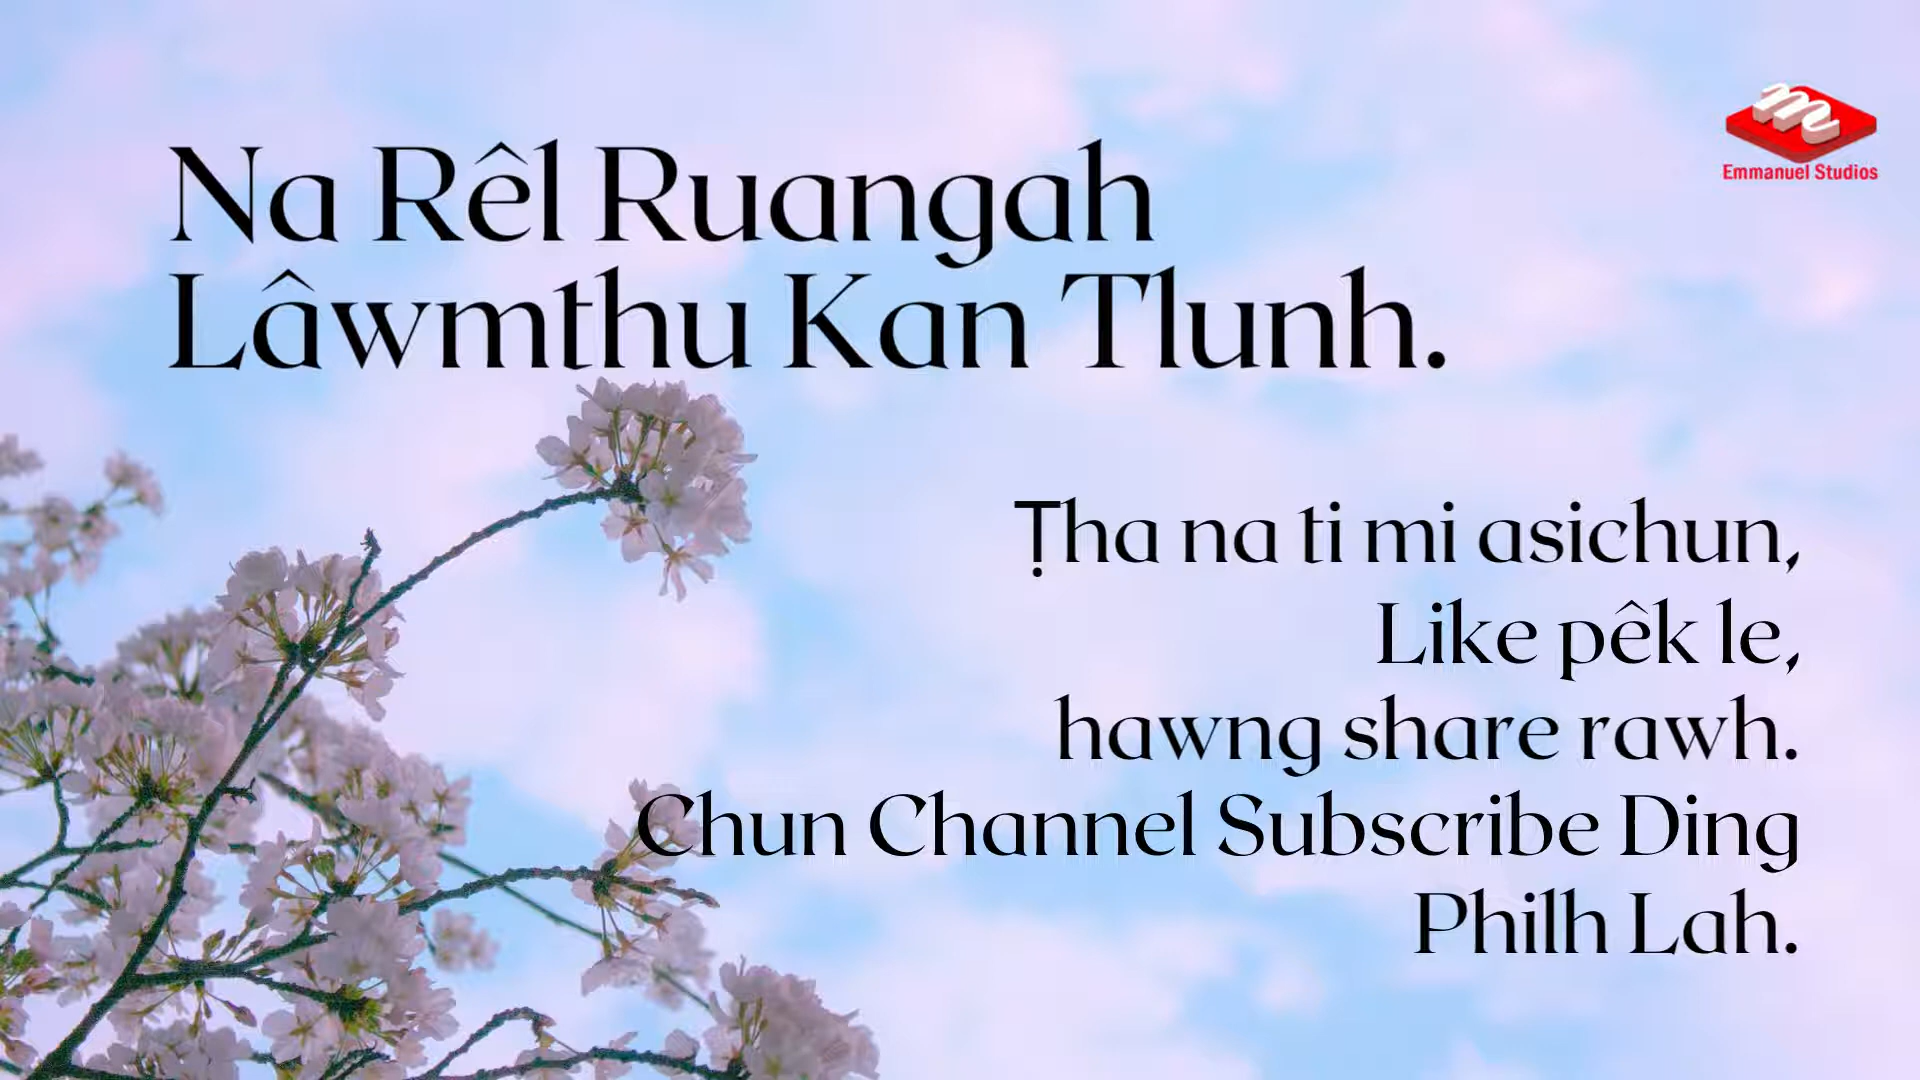 Emmanuel Studios
Na Rêl Ruangah
Lâwmthu Kan Tlunh.
Ṭha na ti mi asichun,
Like pêk le,
hawng share rawh.
Chun Channel Subscribe Ding
Philh Lah.